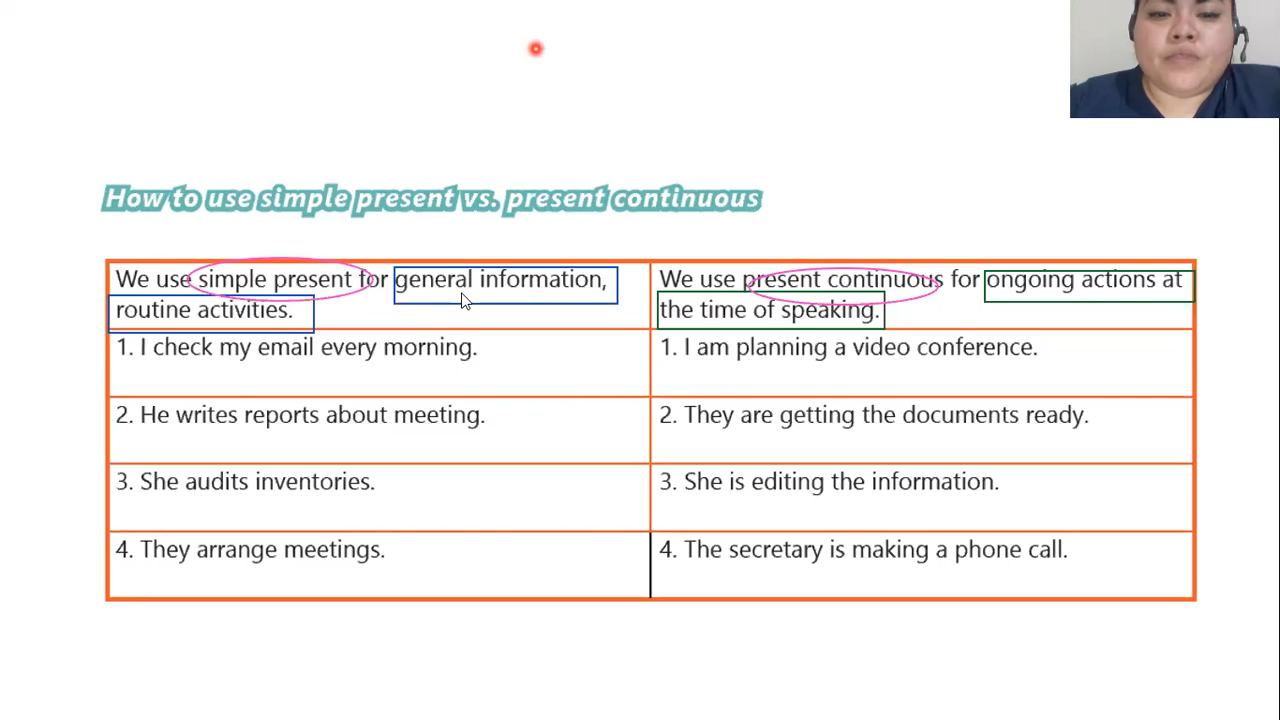 How to use simple present vs. present continuous
We use simple present for general information,
routine activities.
We use present continuous for ongoing actions at
the time of speaking.
1. I check my email every morning.
1. I am planning a video conference.
2. He writes reports about meeting.
2. They are getting the documents ready.
3. She audits inventories.
3. She is editing the information.
4. They arrange meetings.
4. The secretary is making a phone call.